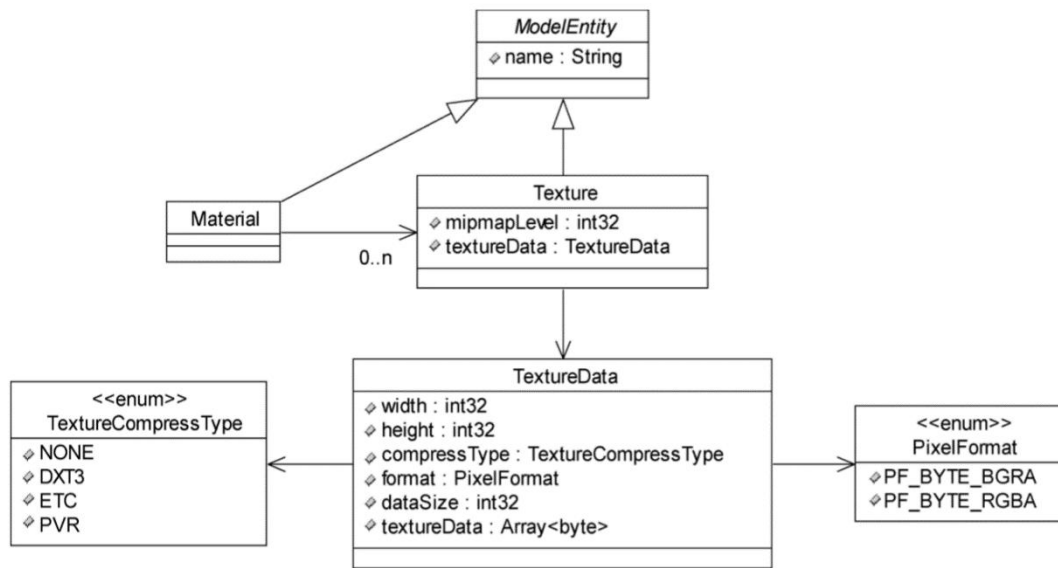 ModelEntity
name : String
Texture
mipmapLevel : int32
textureData : TextureData
Material
0..n
TextureData
width : int32
height : int32
compressType : TextureCompressType
format : PixelFormat
dataSize : int32
textureData : Array<byte>
<<enum>>
TextureCompressType
NONE
DXT3
ETC
PVR
<<enum>>
PixelFormat
PF_BYTE_BGRA
PF_BYTE_RGBA